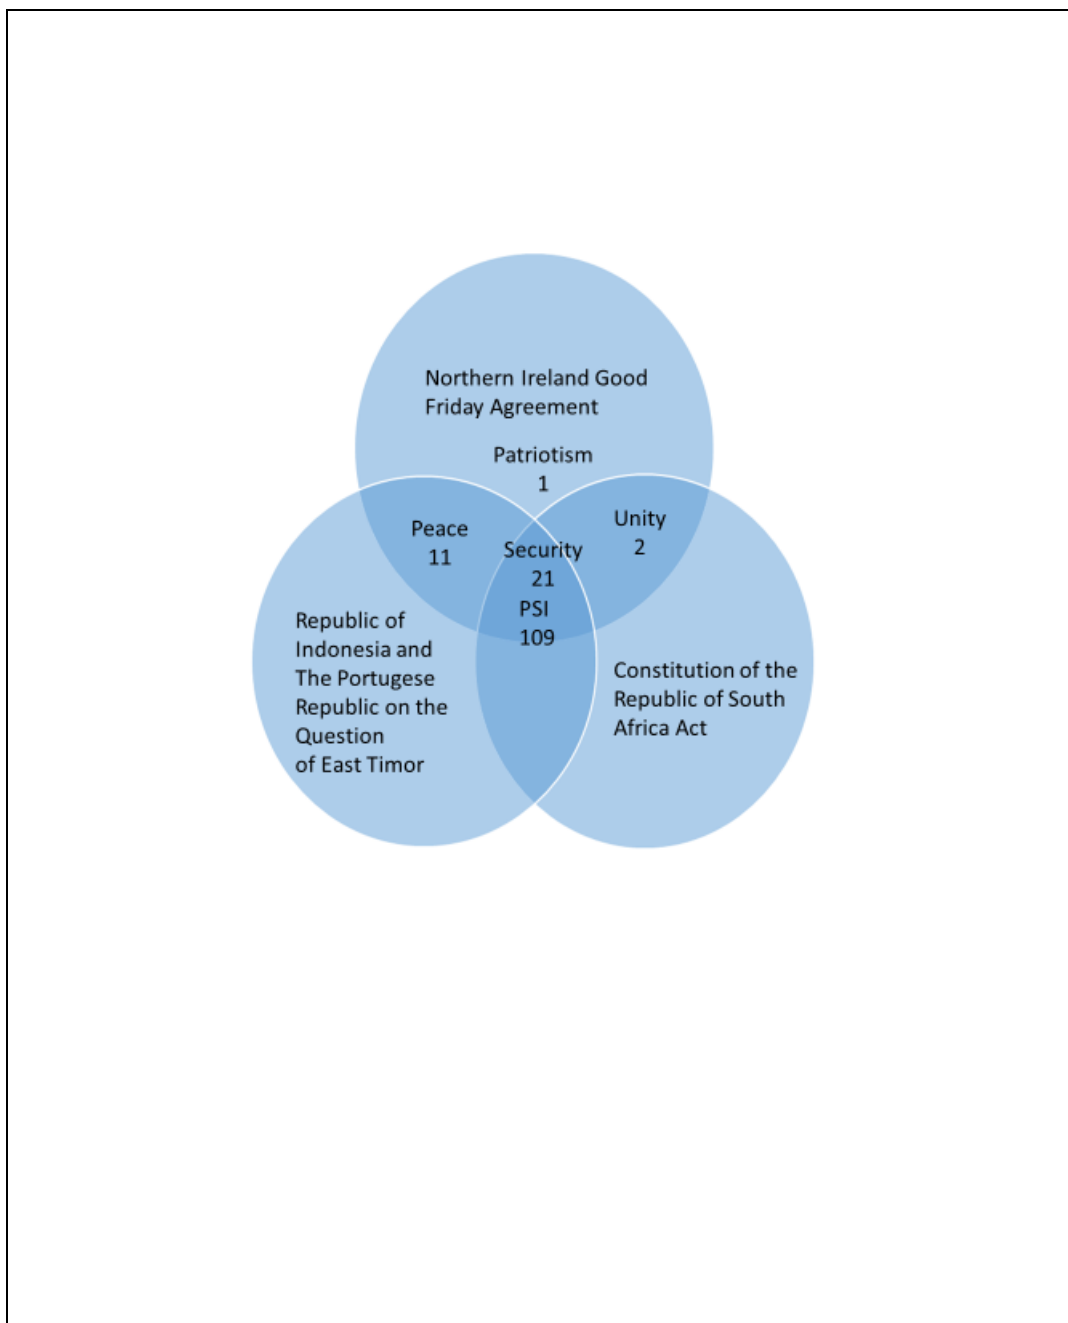 Northern Ireland Good
Friday Agreement
Patriotism
1
Peace
11
Unity
2
Security
21
PSI
109
Republic of
Indonesia and
The Portugese
Republic on the
Question
of East Timor
Constitution of the
Republic of South
Africa Act